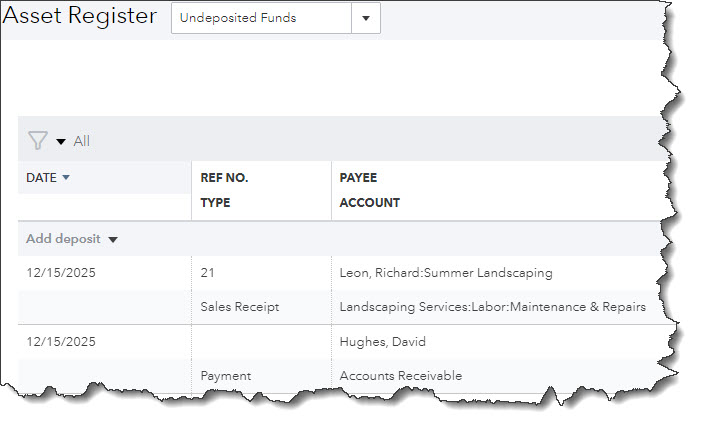 Asset Register Undeposited Funds
All
DATE REF NO. PAYEE
TYPE ACCOUNT
Add deposit
12/15/2025 21 Leon, Richard:Summer Landscaping
Sales Receipt Landscaping Services:Labor:Maintenance & Repairs
12/15/2025 Hughes, David
Payment Accounts Receivable